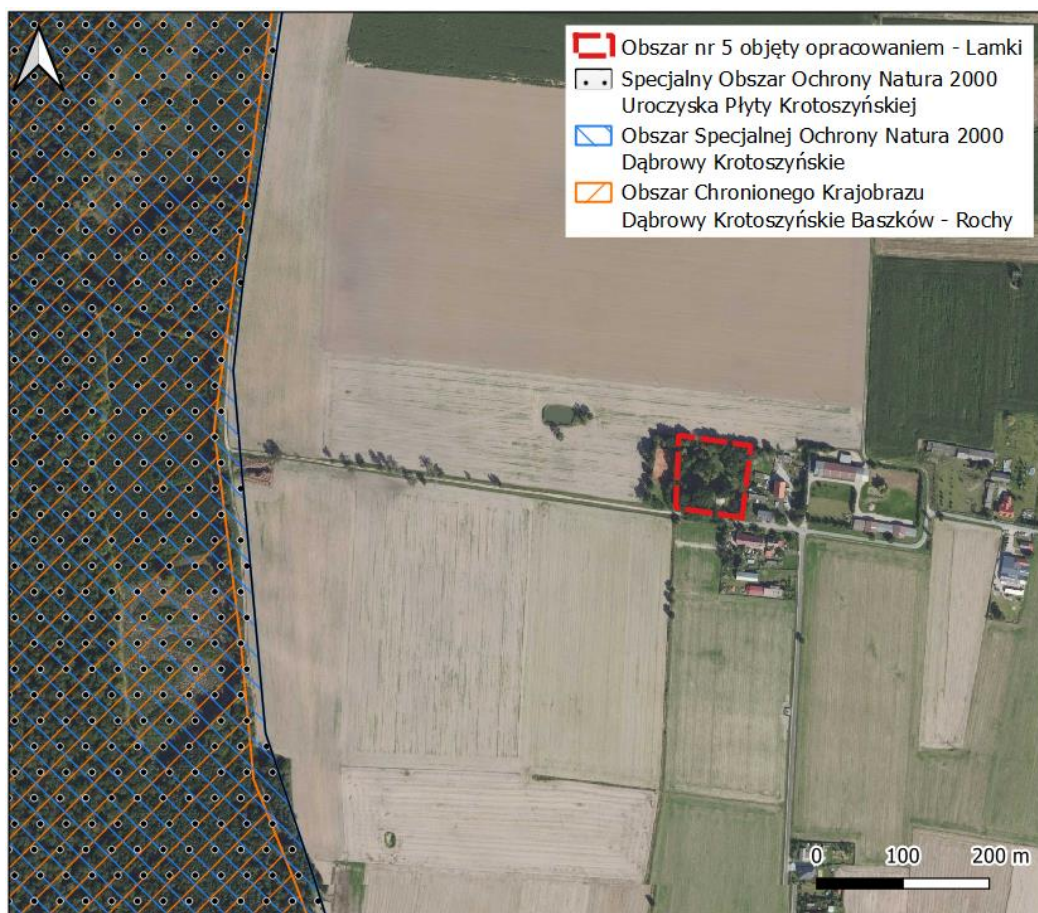 Obszar nr 5 objęty opracowaniem - Lamki
Specjalny Obszar Ochrony Natura 2000
Uroczyska Płyty Krotoszyńskiej
Obszar Specjalnej Ochrony Natura 2000
Dąbrowy Krotoszyńskie
Obszar Chronionego Krajobrazu
Dąbrowy Krotoszyńskie Baszków - Rochy
0 100 200 m